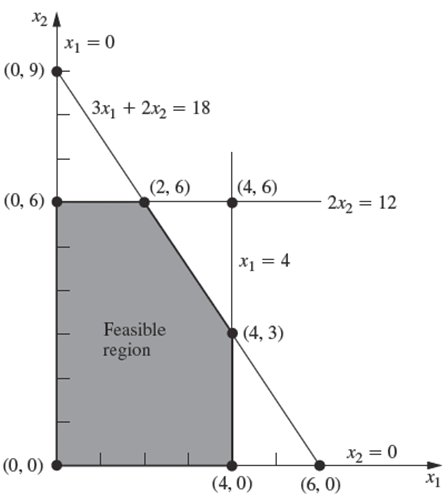 x₂
x₁ = 0
(0, 9)
3x₁ + 2x₂ = 18
(2, 6)
(4, 6)
(0, 6)
2x₂ = 12
x₁ = 4
Feasible
region
(4, 3)
x₂ = 0
(0, 0)
x₁
(4, 0)
(6, 0)